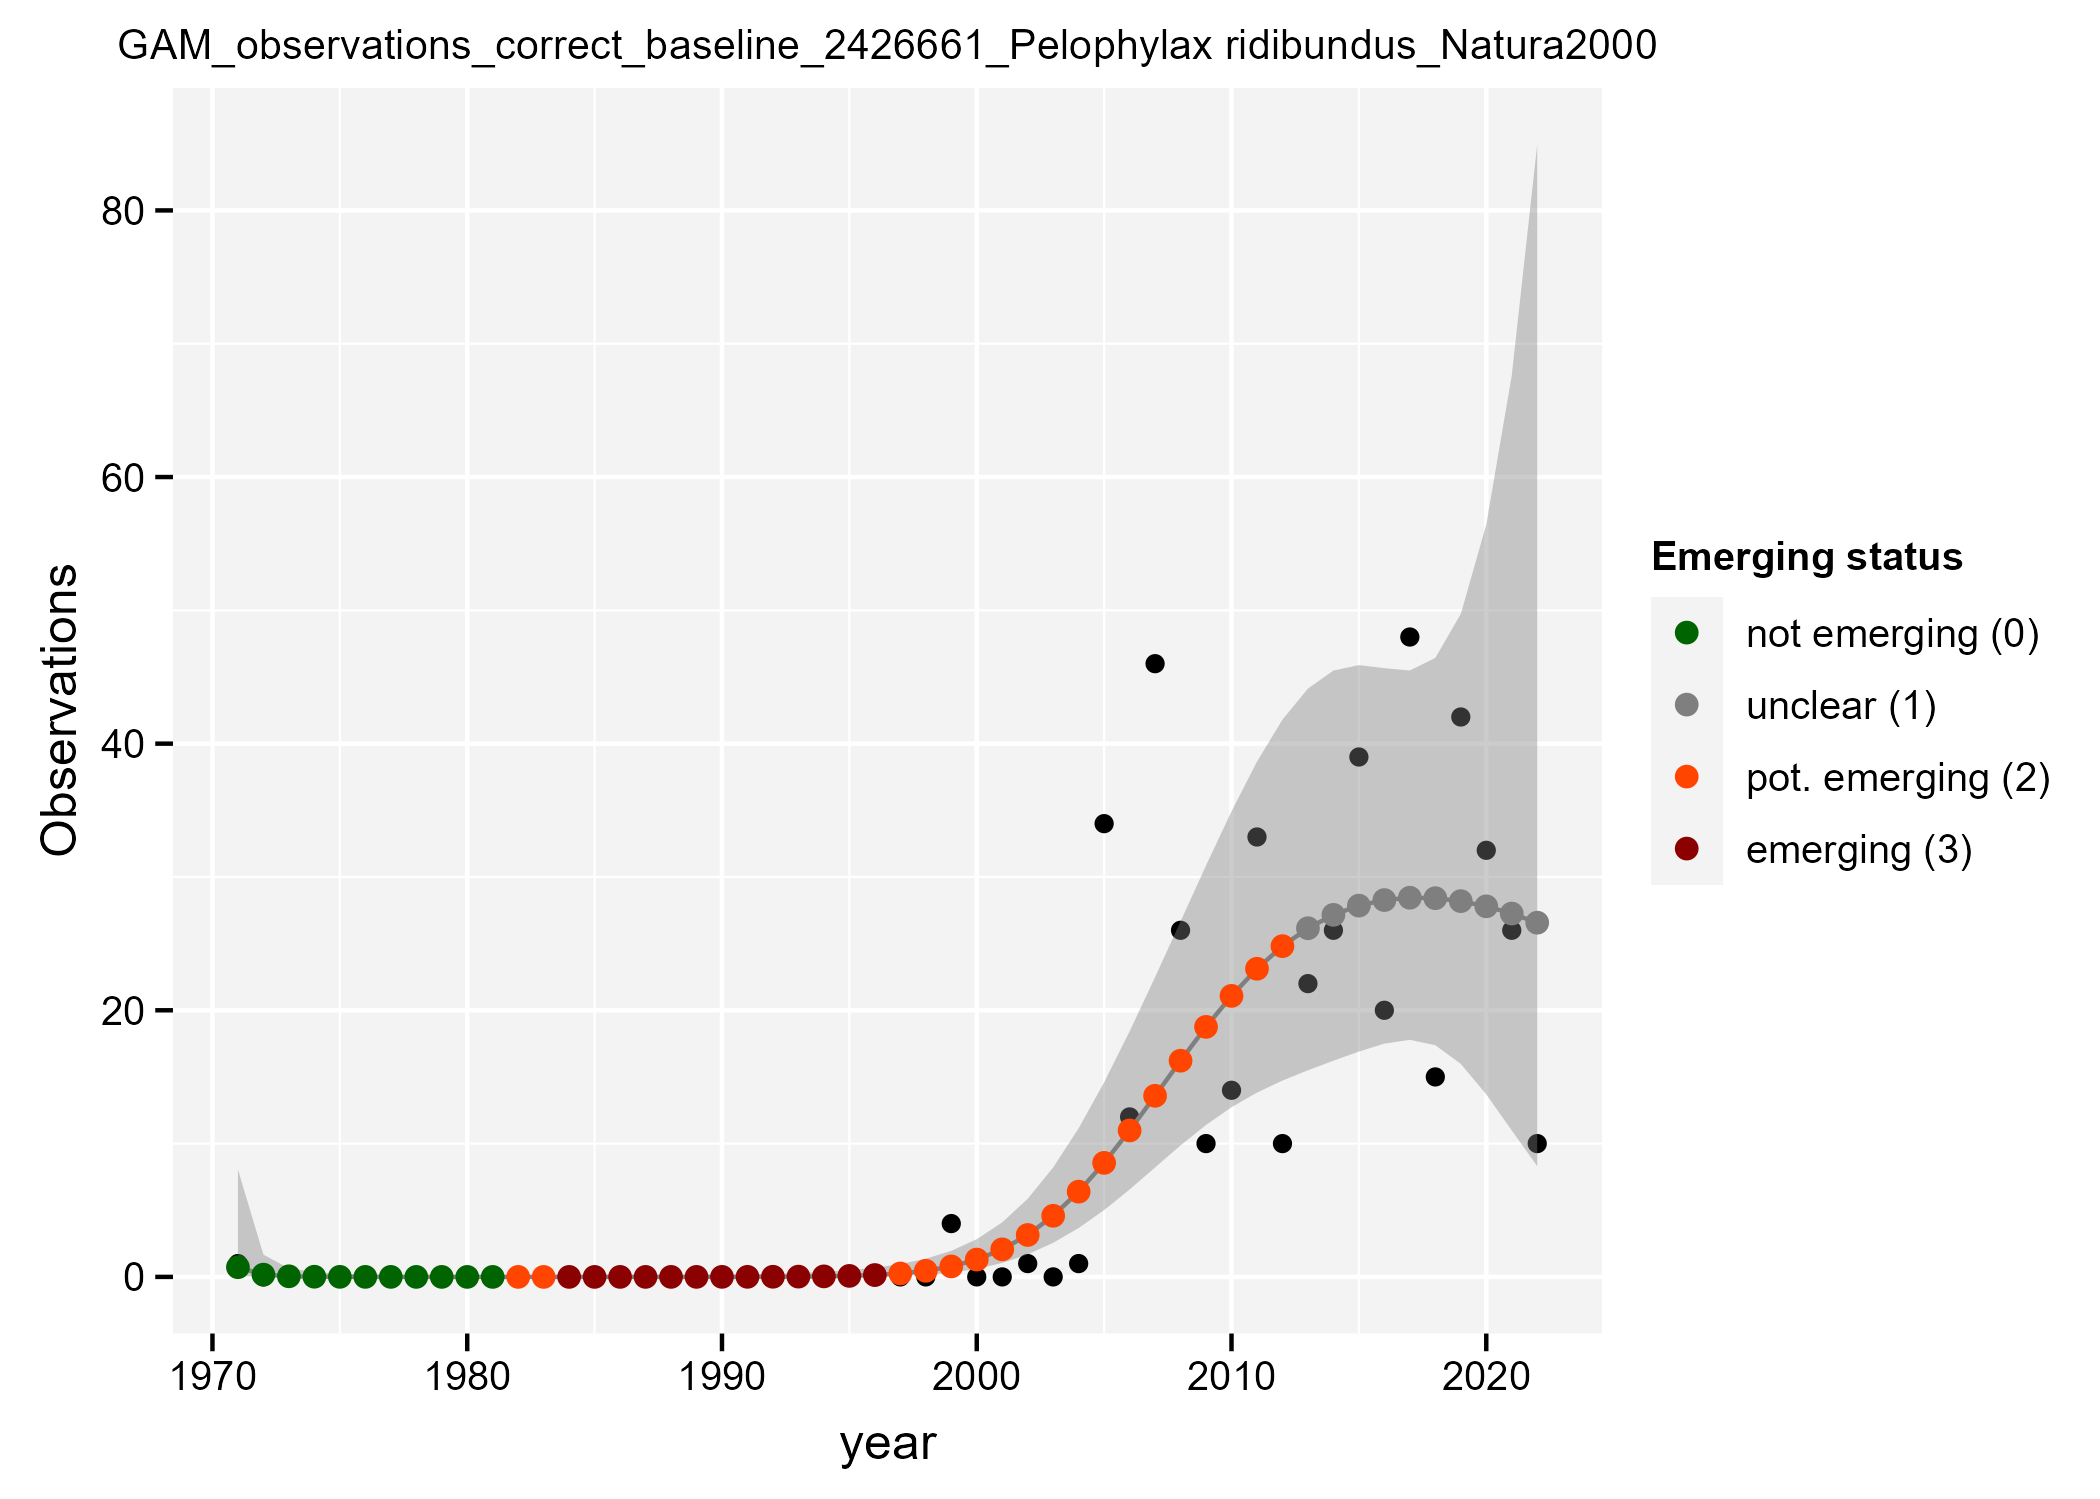 GAM_observations_correct_baseline_2426661_Pelophylax ridibundus_Natura2000
Observations
80
60
40
20
0
1970 1980 1990 2000 2010 2020
year
Emerging status
not emerging (0)
unclear (1)
pot. emerging (2)
emerging (3)